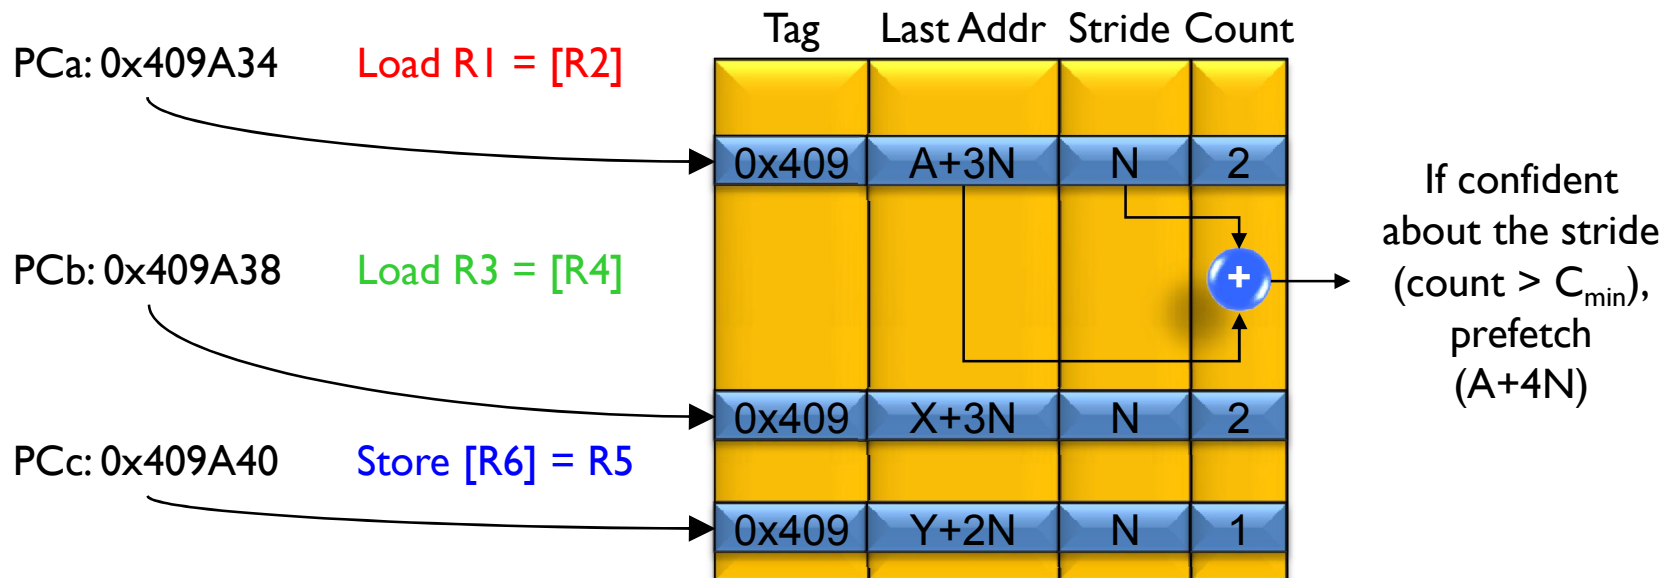 Tag Last Addr Stride Count
PCa: 0x409A34 Load R1 = [R2]
0x409 A+3N N 2
If confident
about the stride
(count > Cmin),
prefetch
(A+4N)
+
PCb: 0x409A38 Load R3 = [R4]
0x409 X+3N N 2
PCc: 0x409A40 Store [R6] = R5
0x409 Y+2N N 1